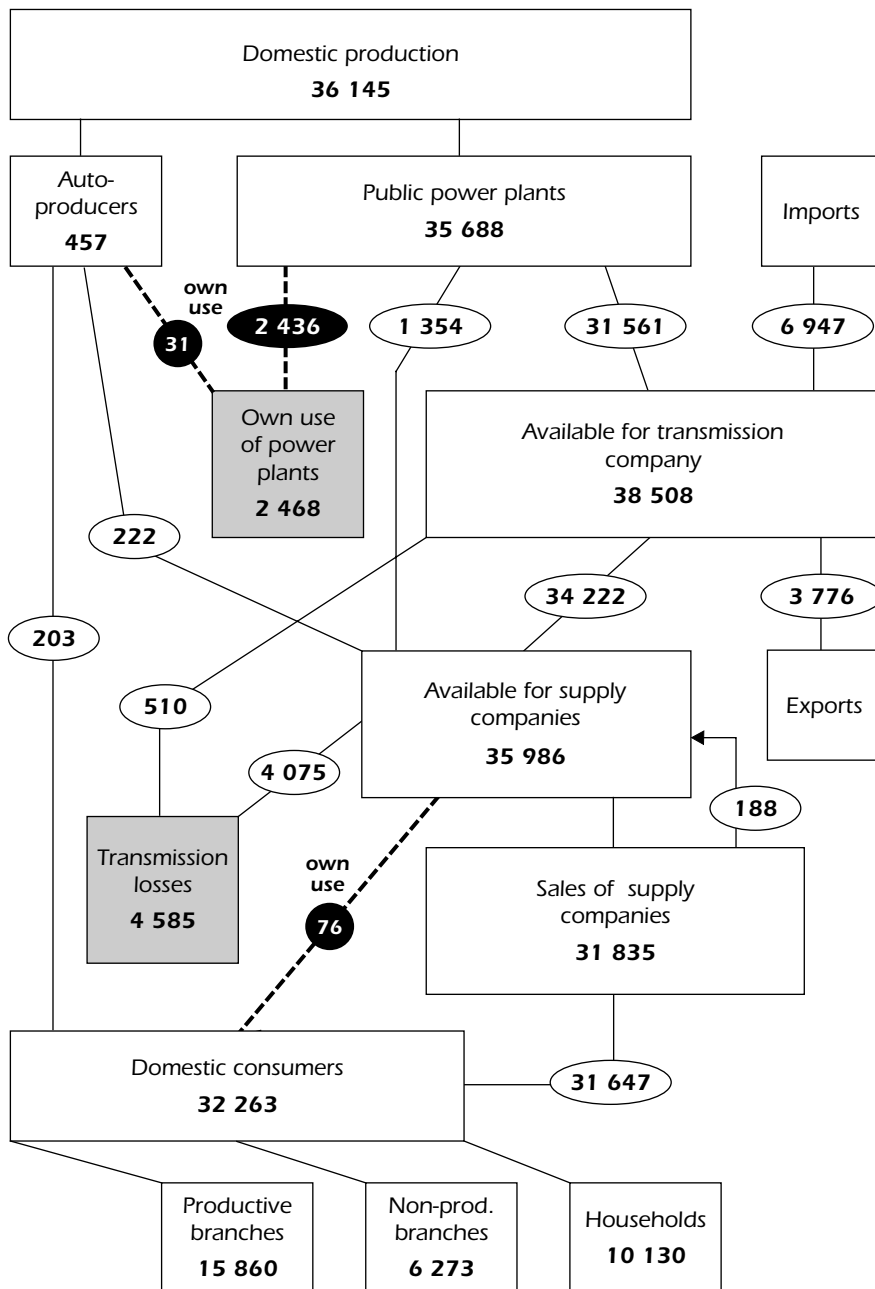 Domestic production
36 145
Auto-
producers
457
Public power plants
35 688
Imports
own
use
31
2 436
1 354
31 561
6 947
Own use
of power
plants
2 468
Available for transmission
company
38 508
222
34 222
3 776
203
510
4 075
Available for supply
companies
35 986
Exports
188
Transmission
losses
4 585
own
use
76
Sales of supply
companies
31 835
Domestic consumers
32 263
31 647
Productive
branches
15 860
Non-prod.
branches
6 273
Households
10 130